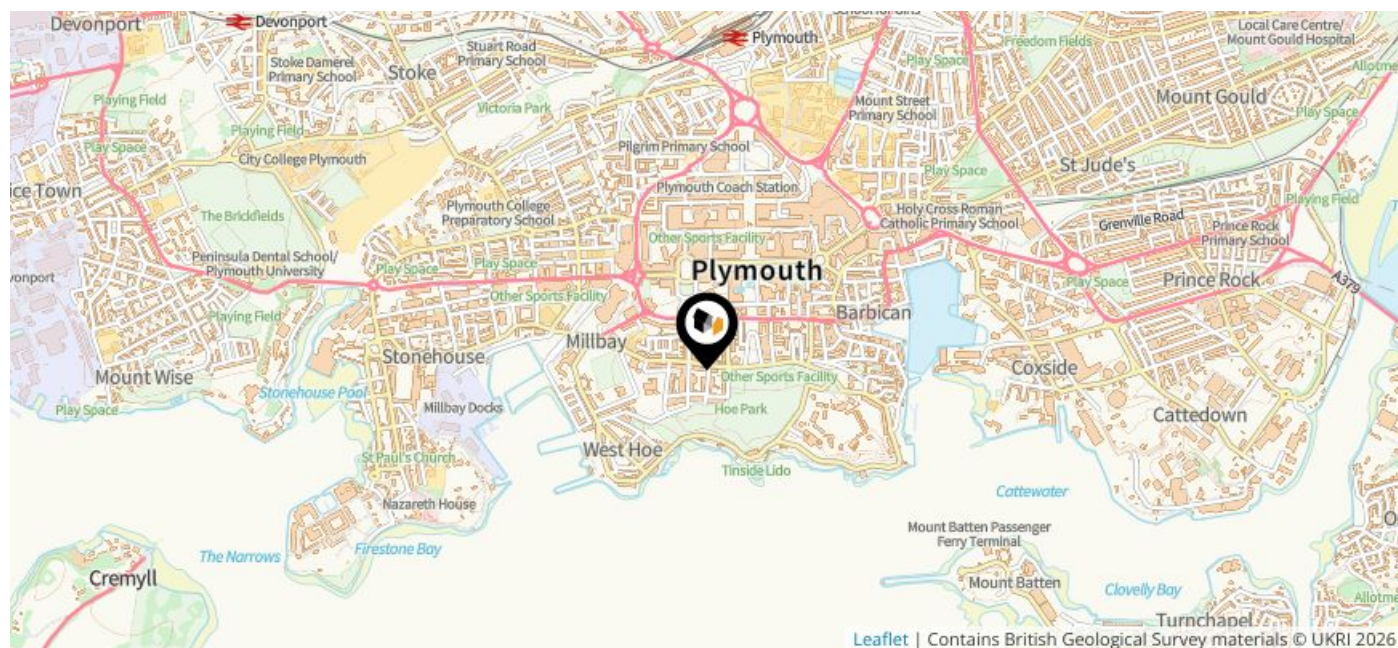 Devonport
Devonport
Plymouth
Local Care Centre/
Mount Gould Hospital
Freedom Fields
Stuart Road
Primary School
Stoke Damerel
Primary School
Stoke
Play Space
Allotme
Playing Field
Victoria Park
Mount Street
Primary School
Mount Gould
Play Space
Playing Field
Play Space
City College Plymouth
Pilgrim Primary School
St Jude's
Play Space
ice Town
Plymouth Coach Station
Playing Field
The Brickfields
Plymouth College
Preparatory School
Holy Cross Roman
Catholic Primary School
Grenville Road
Prince Rock
Primary School
Other Sports Facility
Peninsula Dental School/
Plymouth University
Play Space
Play Space
Plymouth
Prince Rock
Play Space
A379
vonport
Other Sports Facility
Playing Field
Barbican
Millbay
Stonehouse
Coxside
Mount Wise
Other Sports Facility
Stonehouse Pool
Play Space
Millbay Docks
Hoe Park
Cattedown
West Hoe
St Paul's Church
Tinside Lido
Cattewater
Nazareth House
Mount Batten Passenger
Ferry Terminal
The Narrows
Firestone Bay
Cremyll
Mount Batten
Clovelly Bay
Allotme
Turnchapel
Leaflet | Contains British Geological Survey materials © UKRI 2026